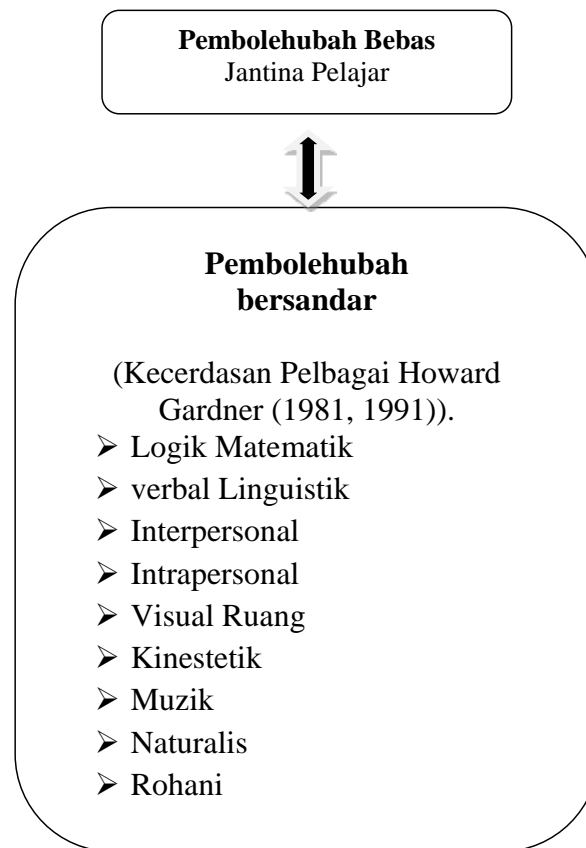 Pembolehubah Bebas
Jantina Pelajar
Pembolehubah
bersandar
(Kecerdasan Pelbagai Howard
Gardner (1981, 1991)).
➢ Logik Matematik
➢ verbal Linguistik
➢ Interpersonal
➢ Intrapersonal
➢ Visual Ruang
➢ Kinestetik
➢ Muzik
➢ Naturalis
➢ Rohani